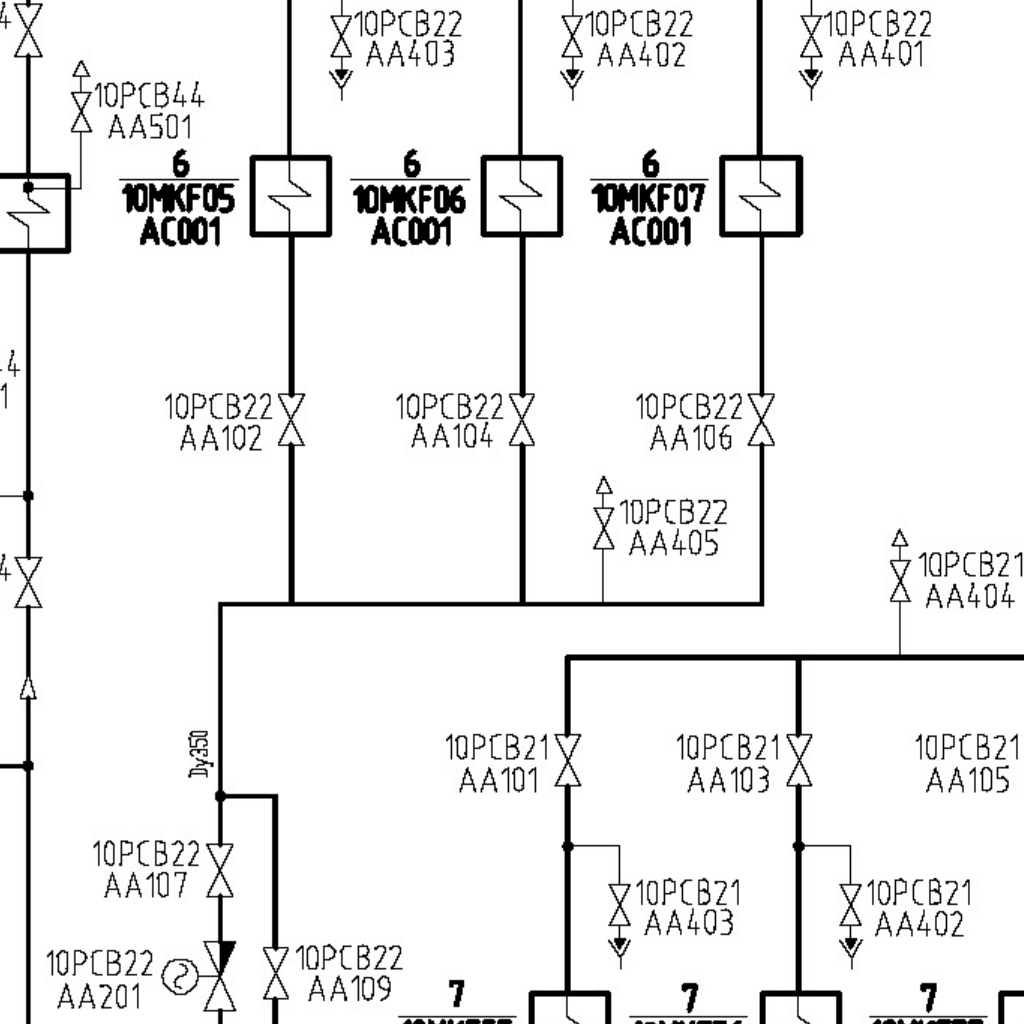 10PCB22
AA403
10PCB22
AA402
10PCB22
AA401
10PCB44
AA501
6
10MKF05
AC001
6
10MKF06
AC001
6
10MKF07
AC001
10PCB22
AA102
10PCB22
AA104
10PCB22
AA106
10PCB22
AA405
10PCB21
AA404
Dy350
10PCB21
AA101
10PCB21
AA103
10PCB21
AA105
10PCB22
AA107
10PCB21
AA403
10PCB21
AA402
10PCB22
AA201
10PCB22
AA109
7
7
7